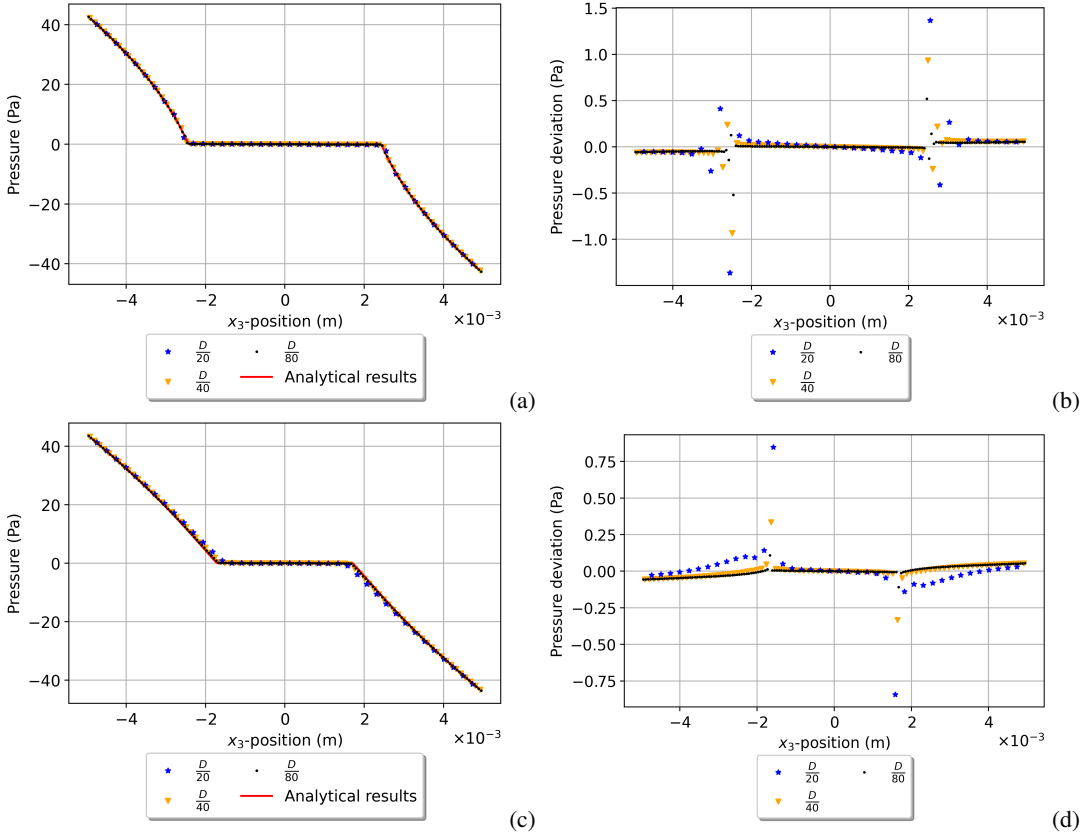 40
20
0
−20
−40
Pressure (Pa)
−4 −2 0 2 4
×10⁻³
x₃-position (m)
D/20 D/80
D/40 Analytical results
(a)
1.5
1.0
0.5
0.0
−0.5
−1.0
Pressure deviation (Pa)
−4 −2 0 2 4
×10⁻³
x₃-position (m)
D/20 D/80
D/40
(b)
40
20
0
−20
−40
Pressure (Pa)
−4 −2 0 2 4
×10⁻³
x₃-position (m)
D/20 D/80
D/40 Analytical results
(c)
0.75
0.50
0.25
0.00
−0.25
−0.50
−0.75
Pressure deviation (Pa)
−4 −2 0 2 4
×10⁻³
x₃-position (m)
D/20 D/80
D/40
(d)